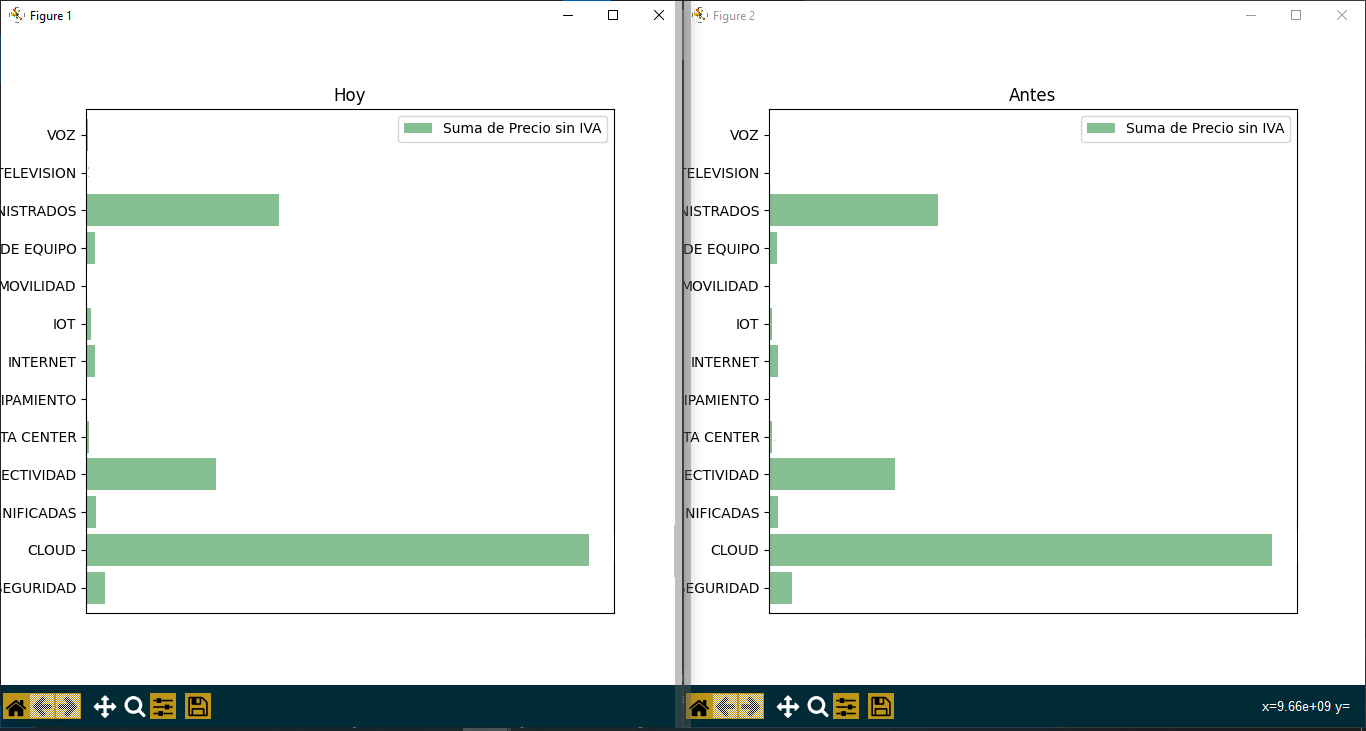 Figure 1
Hoy
Suma de Precio sin IVA
VOZ
TELEVISION
NISTRADOS
DE EQUIPO
MOVILIDAD
IOT
INTERNET
IPAMIENTO
TA CENTER
ECTIVIDAD
NIFICADAS
CLOUD
SEGURIDAD
Figure 2
Antes
Suma de Precio sin IVA
VOZ
TELEVISION
NISTRADOS
DE EQUIPO
MOVILIDAD
IOT
INTERNET
IPAMIENTO
TA CENTER
ECTIVIDAD
NIFICADAS
CLOUD
SEGURIDAD
x=9.66e+09 y=